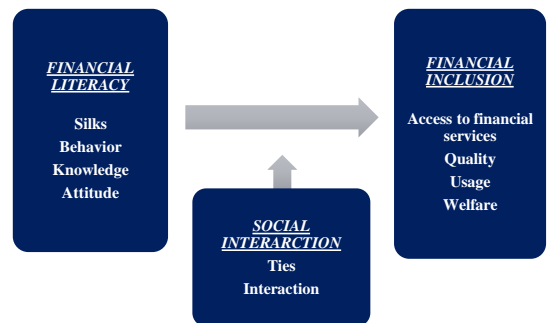 FINANCIAL
LITERACY
Silks
Behavior
Knowledge
Attitude
FINANCIAL
INCLUSION
Access to financial
services
Quality
Usage
Welfare
SOCIAL
INTERARCTION
Ties
Interaction